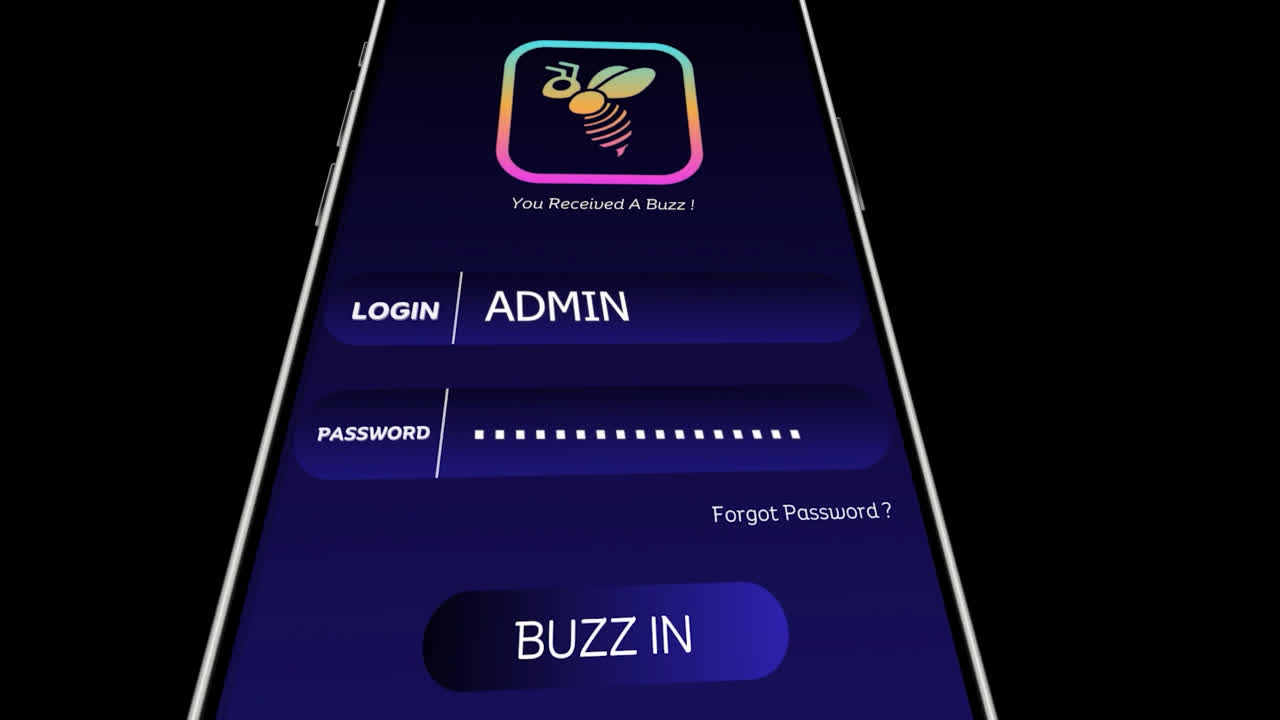 You Received A Buzz !
LOGIN ADMIN
PASSWORD ▪▪▪▪▪▪▪▪▪▪▪▪▪▪▪▪▪
Forgot Password ?
BUZZ IN